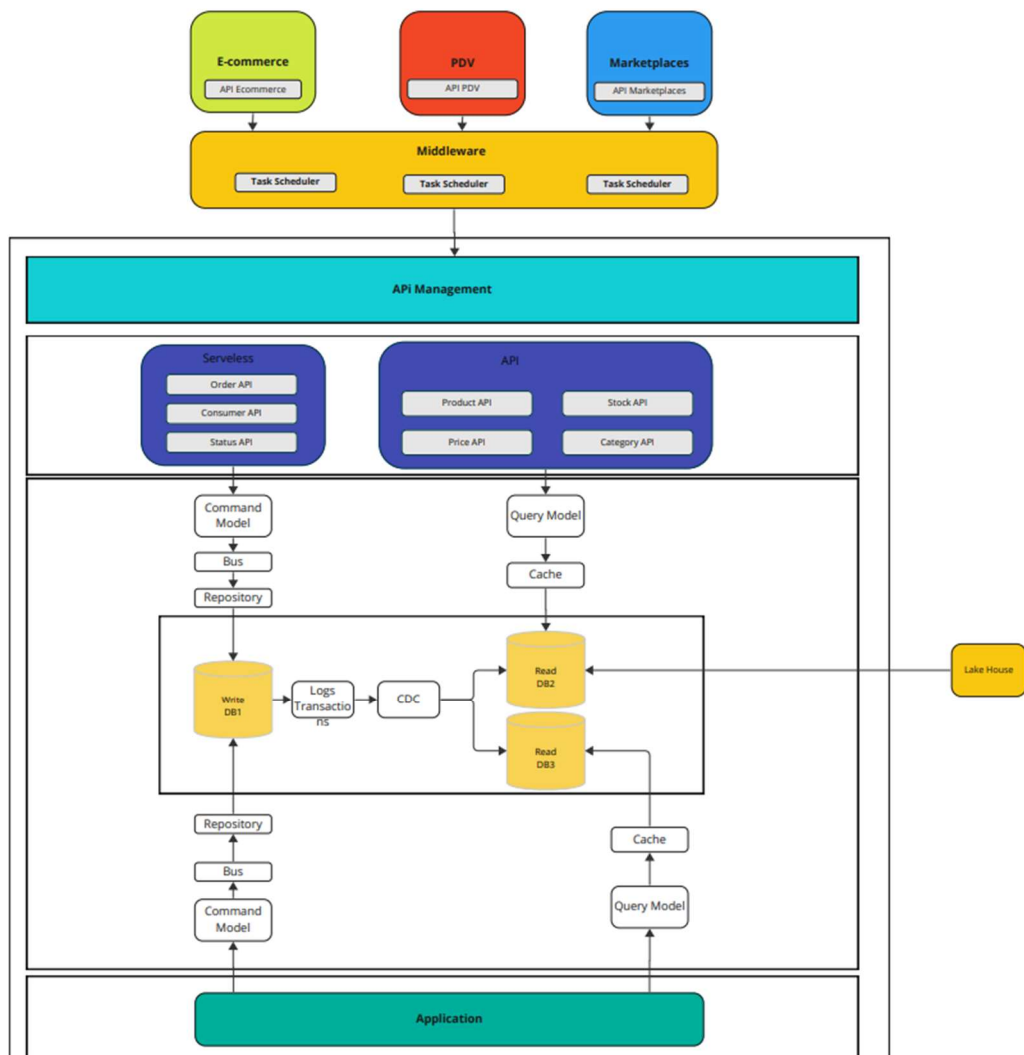 E-commerce
PDV
Marketplaces
API Ecommerce
API PDV
API Marketplaces
Middleware
Task Scheduler
Task Scheduler
Task Scheduler
APi Management
Serveless
API
Order API
Consumer API
Status API
Product API
Stock API
Price API
Category API
Command
Model
Query Model
Bus
Cache
Repository
Write
DB1
Logs
Transactio
ns
CDC
Read
DB2
Read
DB3
Lake House
Repository
Bus
Command
Model
Cache
Query Model
Application